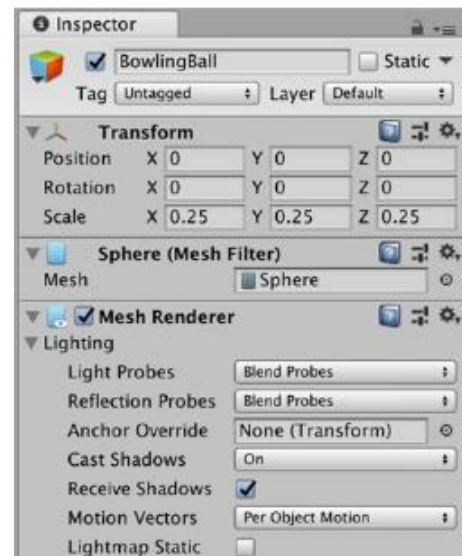 Inspector
BowlingBall Static
Tag Untagged Layer Default
Transform
Position X 0 Y 0 Z 0
Rotation X 0 Y 0 Z 0
Scale X 0.25 Y 0.25 Z 0.25
Sphere (Mesh Filter)
Mesh Sphere
Mesh Renderer
Lighting
Light Probes Blend Probes
Reflection Probes Blend Probes
Anchor Override None (Transform)
Cast Shadows On
Receive Shadows
Motion Vectors Per Object Motion
Lightmap Static